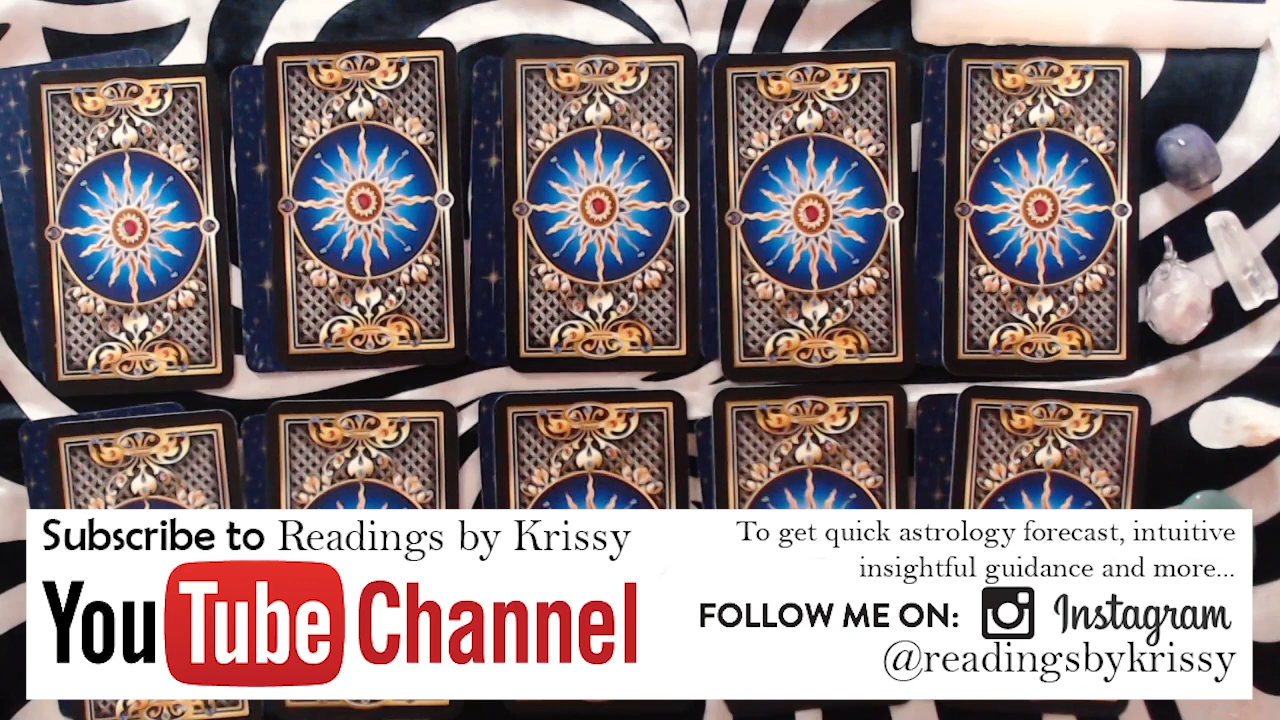 Subscribe to Readings by Krissy
YouTube Channel
To get quick astrology forecast, intuitive
insightful guidance and more...
FOLLOW ME ON: Instagram
@readingsbykrissy